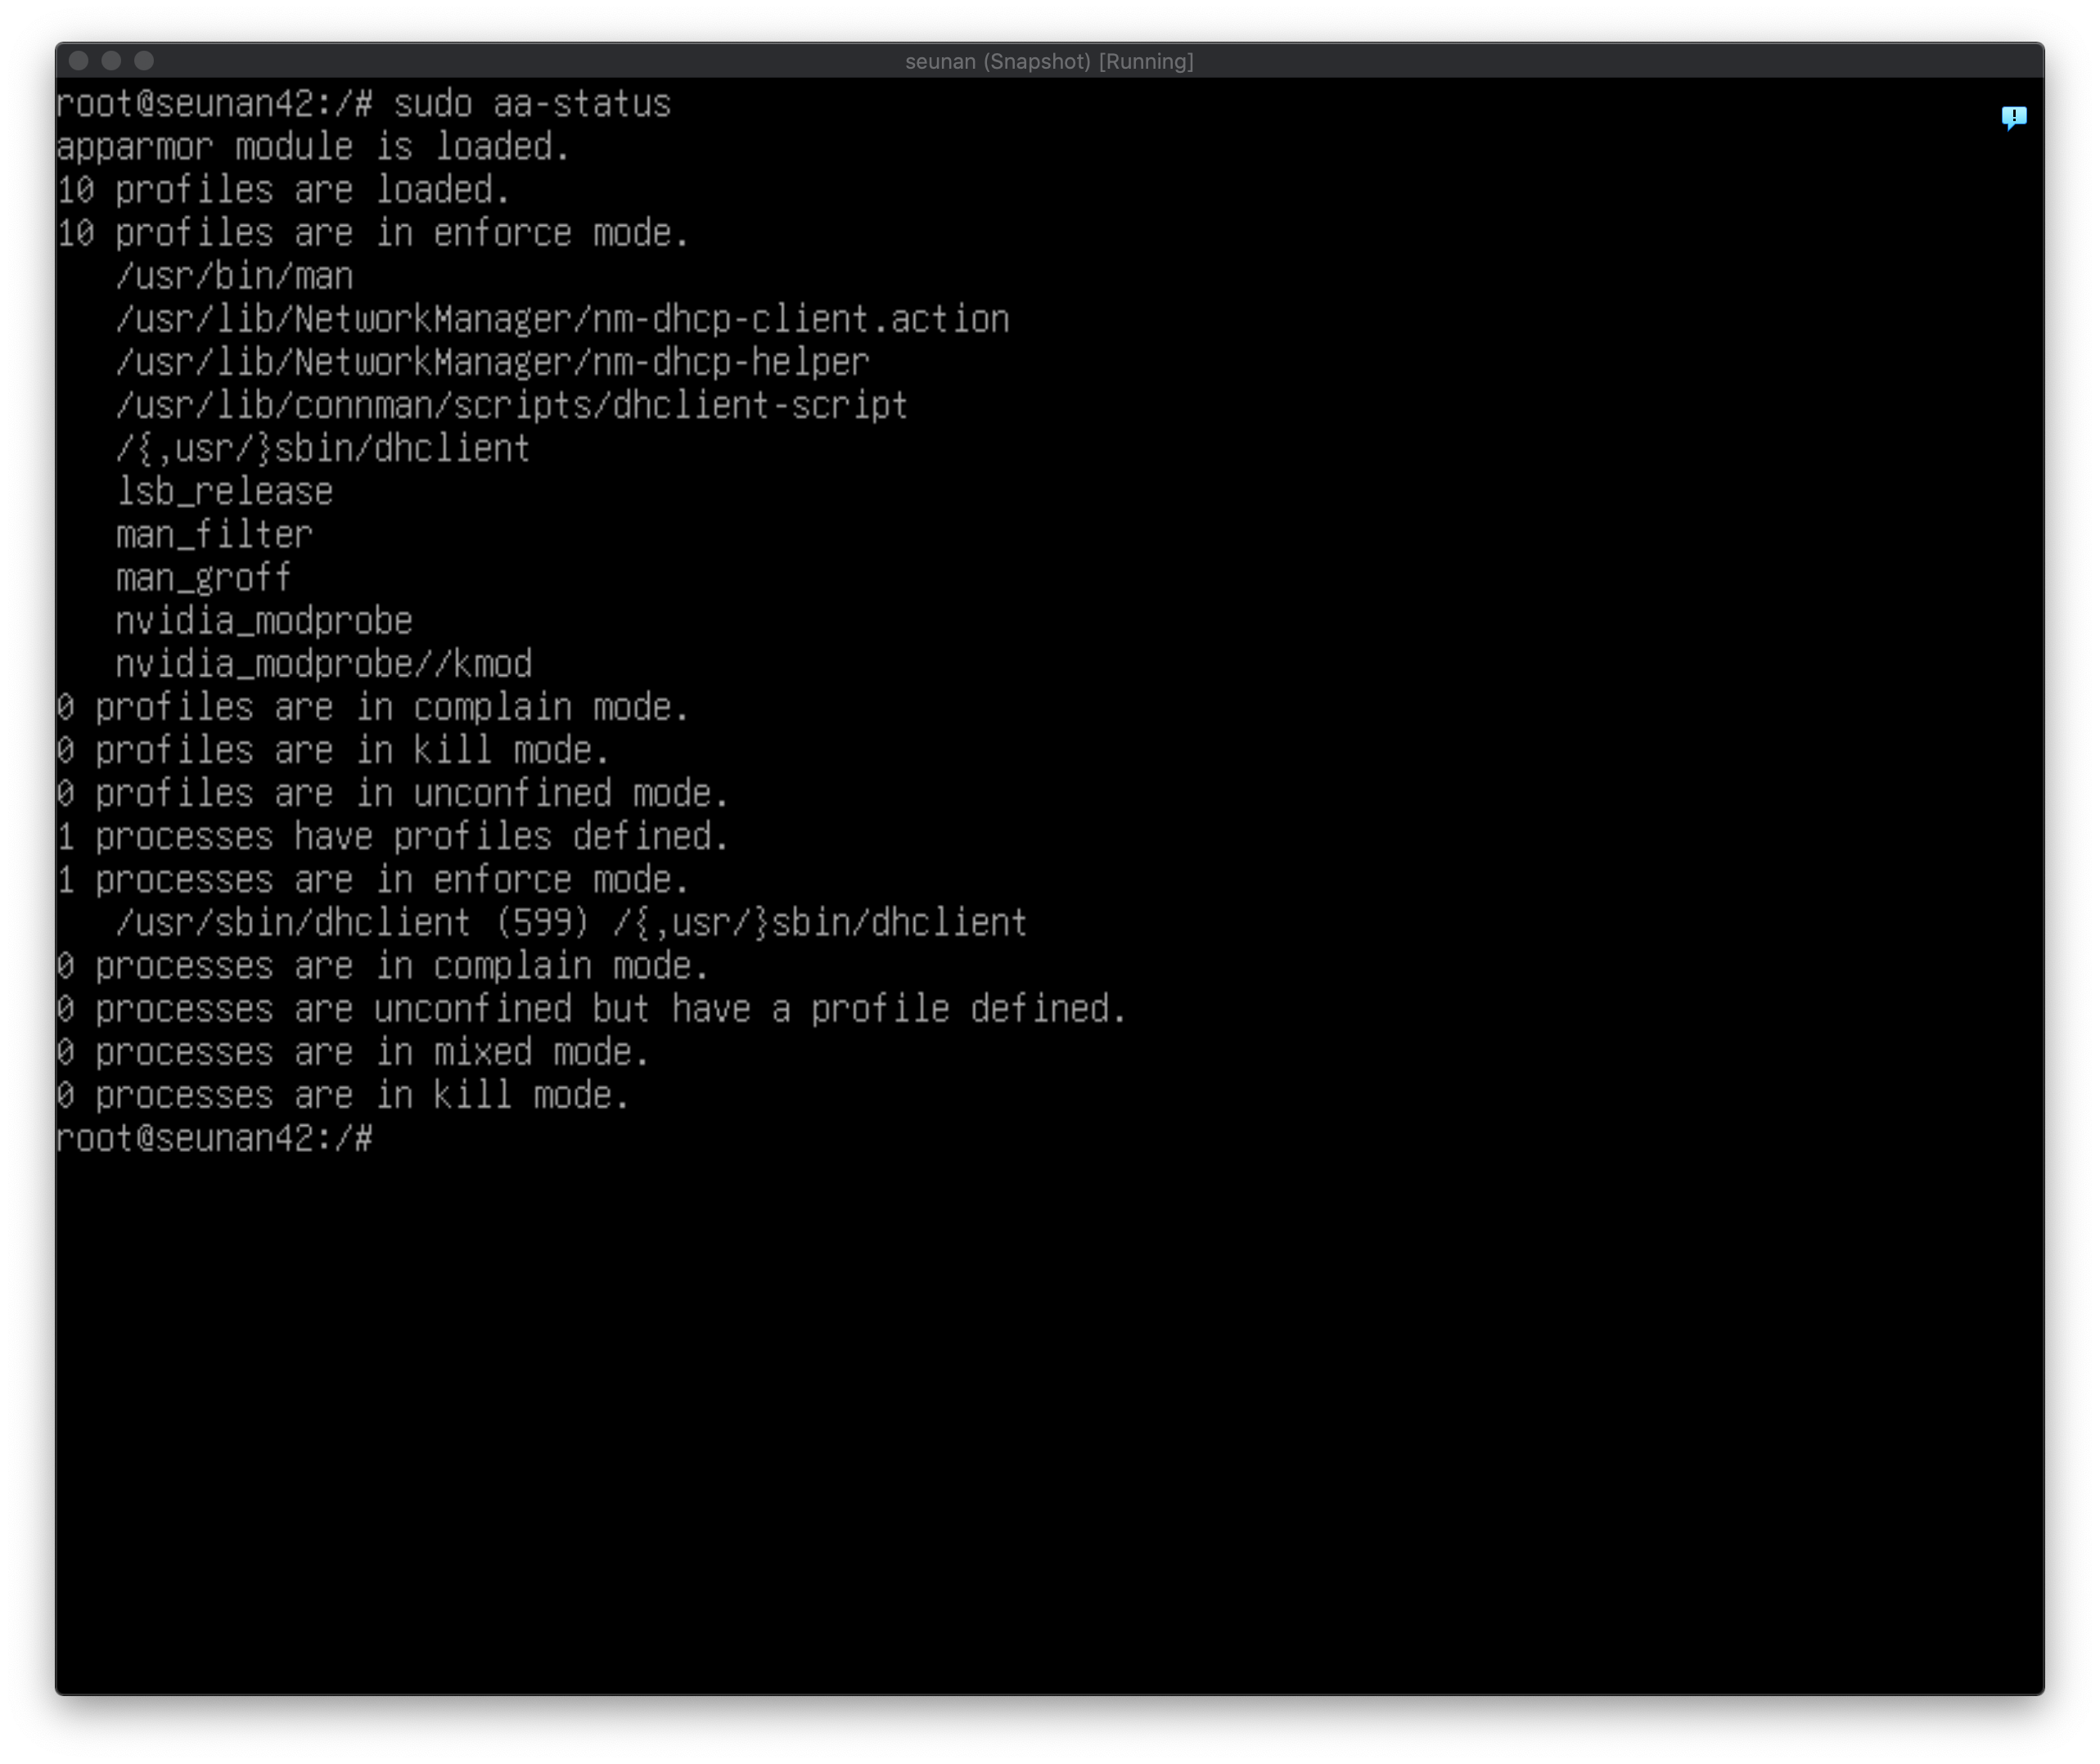 seunan (Snapshot) [Running]
root@seunan42:/# sudo aa-status
apparmor module is loaded.
10 profiles are loaded.
10 profiles are in enforce mode.
   /usr/bin/man
   /usr/lib/NetworkManager/nm-dhcp-client.action
   /usr/lib/NetworkManager/nm-dhcp-helper
   /usr/lib/connman/scripts/dhclient-script
   /{,usr/}sbin/dhclient
   lsb_release
   man_filter
   man_groff
   nvidia_modprobe
   nvidia_modprobe//kmod
0 profiles are in complain mode.
0 profiles are in kill mode.
0 profiles are in unconfined mode.
1 processes have profiles defined.
1 processes are in enforce mode.
   /usr/sbin/dhclient (599) /{,usr/}sbin/dhclient
0 processes are in complain mode.
0 processes are unconfined but have a profile defined.
0 processes are in mixed mode.
0 processes are in kill mode.
root@seunan42:/#